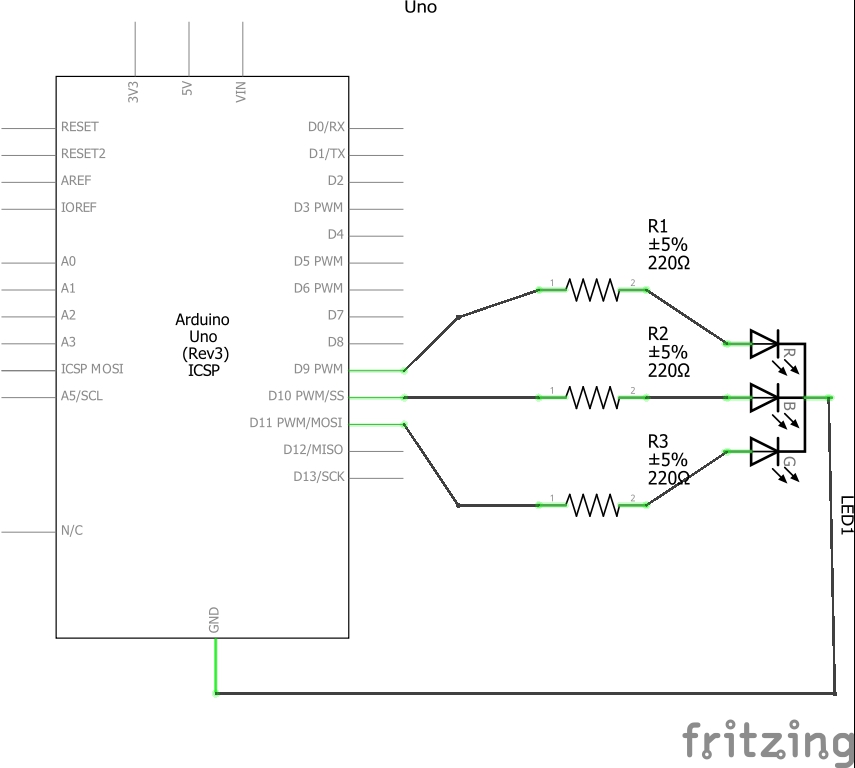 Uno
3V3
5V
VIN
RESET
RESET2
AREF
IOREF
A0
A1
A2
A3
ICSP MOSI
A5/SCL
N/C
D0/RX
D1/TX
D2
D3 PWM
D4
D5 PWM
D6 PWM
D7
D8
D9 PWM
D10 PWM/SS
D11 PWM/MOSI
D12/MISO
D13/SCK
Arduino
Uno
(Rev3)
ICSP
GND
R1
±5%
220Ω
1
2
R2
±5%
220Ω
1
2
R3
±5%
220Ω
1
2
R
B
G
LED1
fritzing